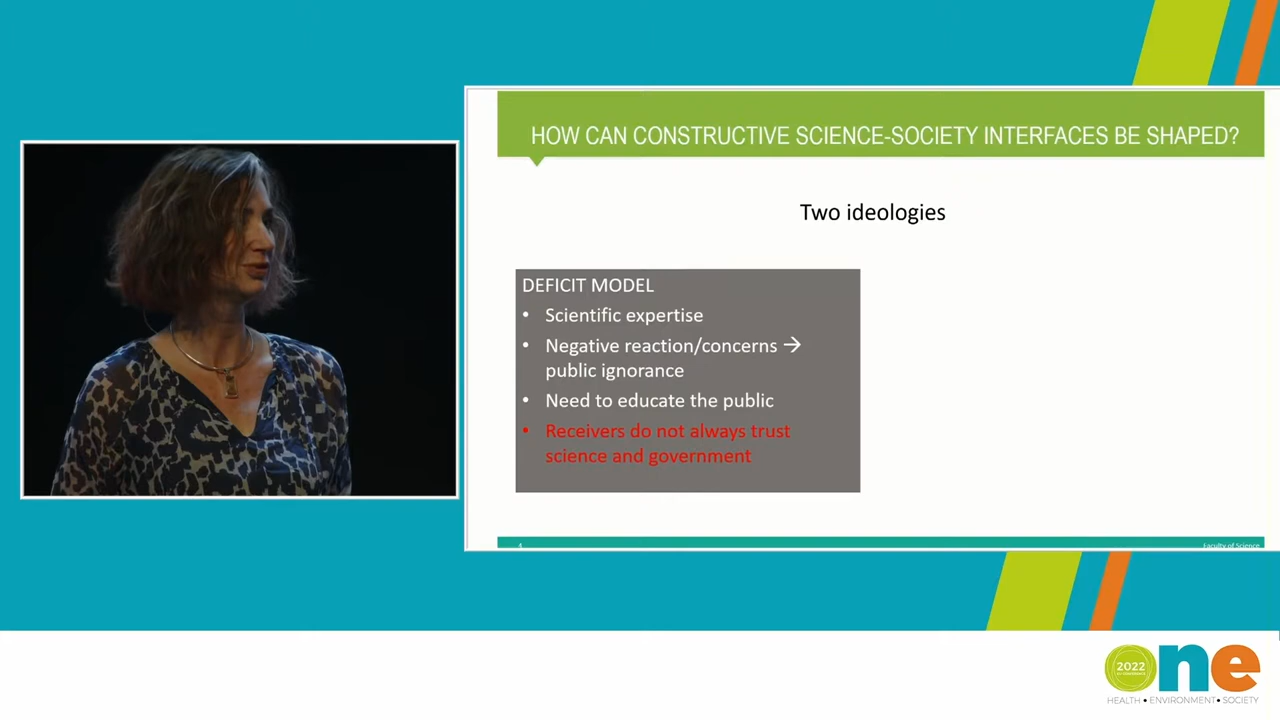 HOW CAN CONSTRUCTIVE SCIENCE-SOCIETY INTERFACES BE SHAPED?
Two ideologies
DEFICIT MODEL
• Scientific expertise
• Negative reaction/concerns →
public ignorance
• Need to educate the public
• Receivers do not always trust
science and government
4
Faculty of Science
2022
one
HEALTH • ENVIRONMENT • SOCIETY